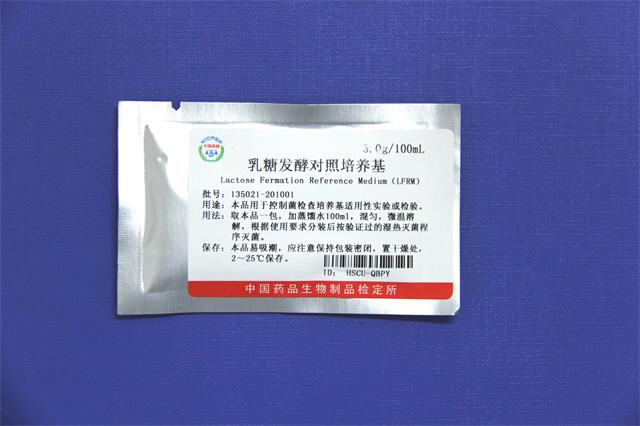 NICPBP
中国药检
3.0g/100mL
乳糖发酵对照培养基
Lactose Fermation Reference Medium (LFRM)
批号：135021-201001
用途：本品用于控制菌检查培养基适用性实验或检验。
用法：取本品一包，加蒸馏水100ml，混匀，微温溶
解，根据使用要求分装后按验证过的湿热灭菌程
序灭菌。
保存：本品易吸潮，应注意保持包装密闭，置干燥处，
2～25℃保存。
ID: HSCU-QBPY
中国药品生物制品检定所